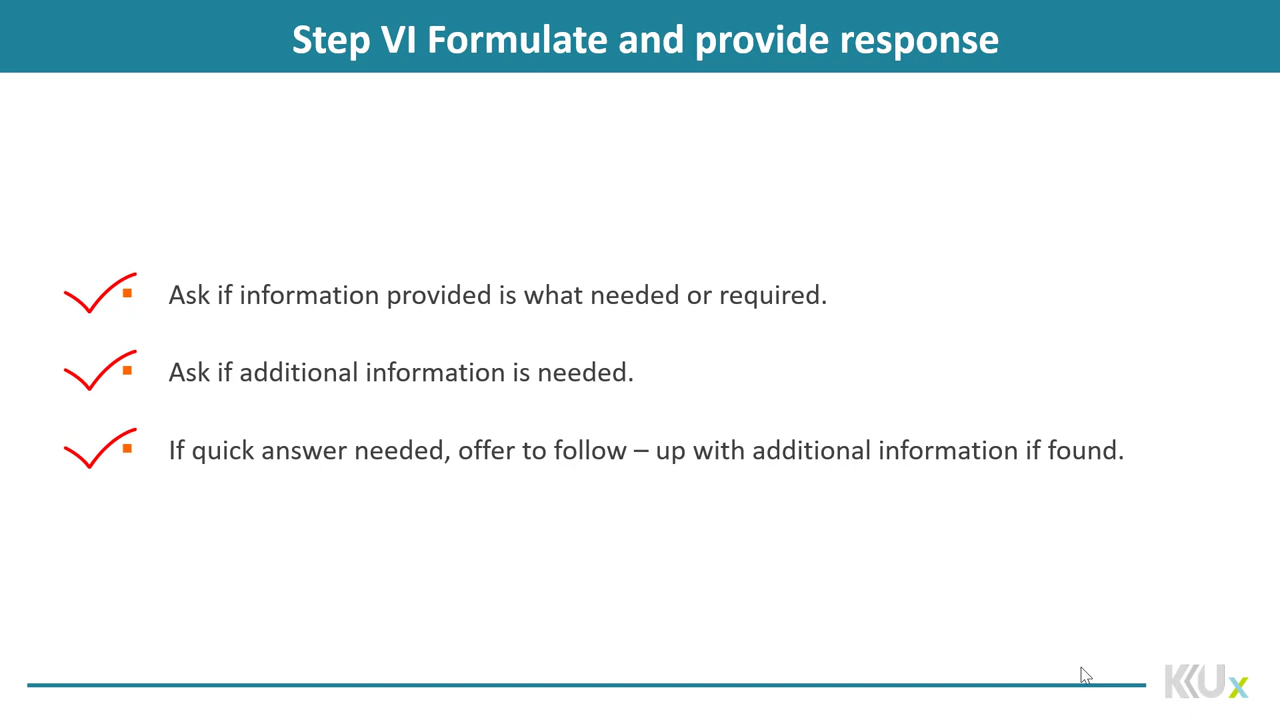 Step VI Formulate and provide response
Ask if information provided is what needed or required.
Ask if additional information is needed.
If quick answer needed, offer to follow – up with additional information if found.
KKUx